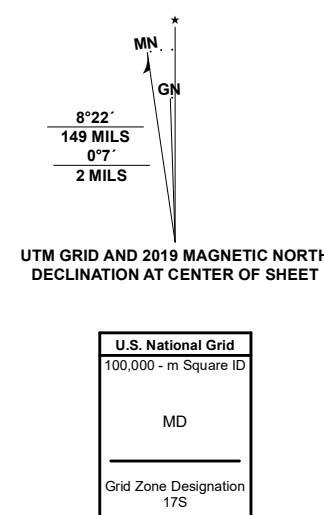 ★
MN
GN
8°22´
149 MILS
0°7´
2 MILS
UTM GRID AND 2019 MAGNETIC NORTH
DECLINATION AT CENTER OF SHEET
U.S. National Grid
100,000 - m Square ID
MD
Grid Zone Designation
17S